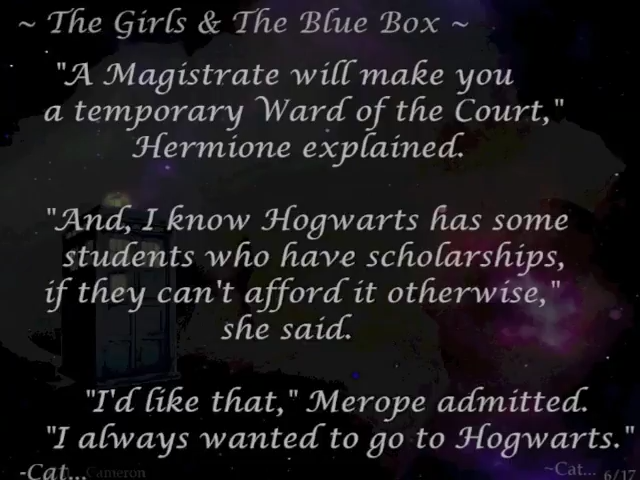 ~ The Girls & The Blue Box ~
"A Magistrate will make you
a temporary Ward of the Court,"
Hermione explained.
"And, I know Hogwarts has some
students who have scholarships,
if they can't afford it otherwise,"
she said.
"I'd like that," Merope admitted.
"I always wanted to go to Hogwarts."
-Cat... Cameron ~Cat... 6/17